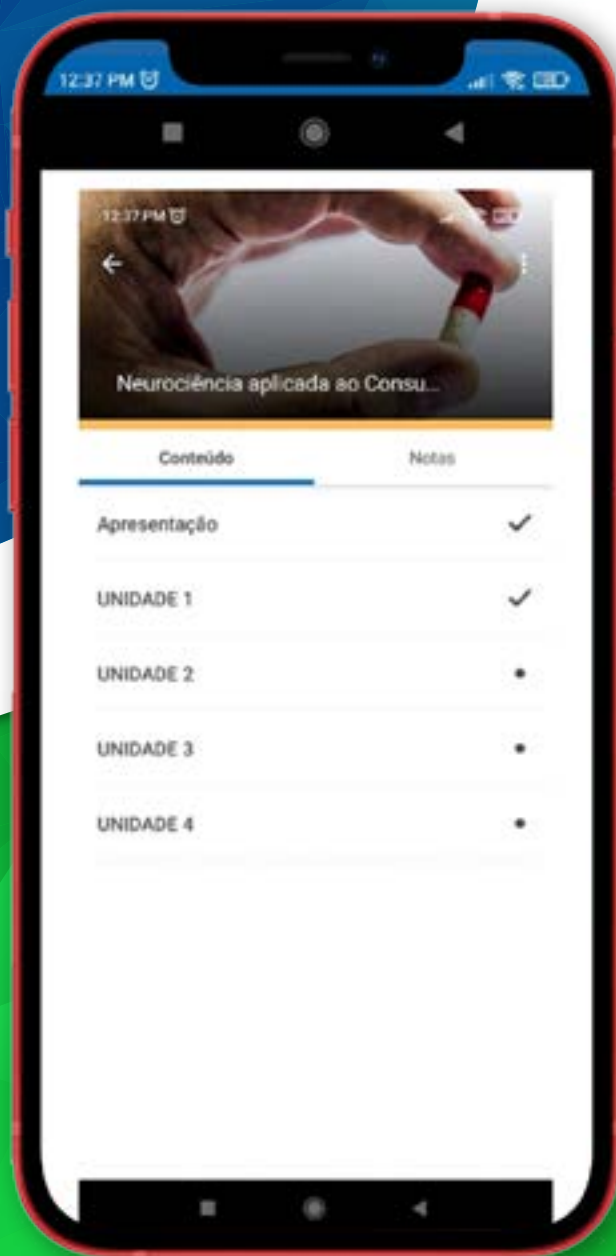 12:37 PM
12:37 PM
Neurociência aplicada ao Consu...
Conteúdo
Notas
Apresentação
UNIDADE 1
UNIDADE 2
UNIDADE 3
UNIDADE 4